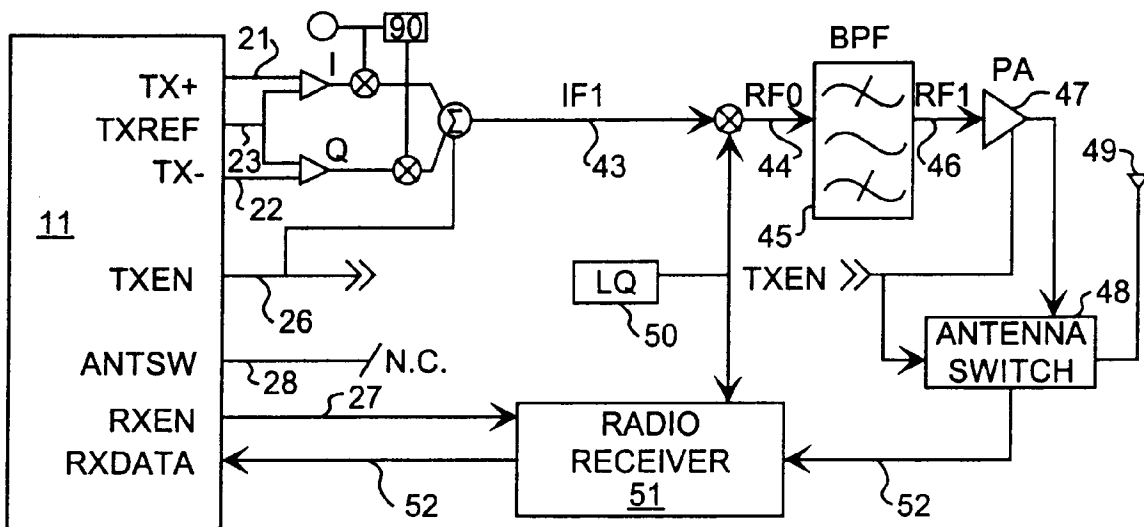 90
21
BPF
I
PA
TX+
IF1
RF0
RF1
47
TXREF
Σ
23
Q
43
44
46
49
TX-
22
11
45
TXEN
LQ
TXEN
48
26
50
ANTENNA
SWITCH
ANTSW
28
N.C.
27
RXEN
RADIO
RECEIVER
51
RXDATA
52
52